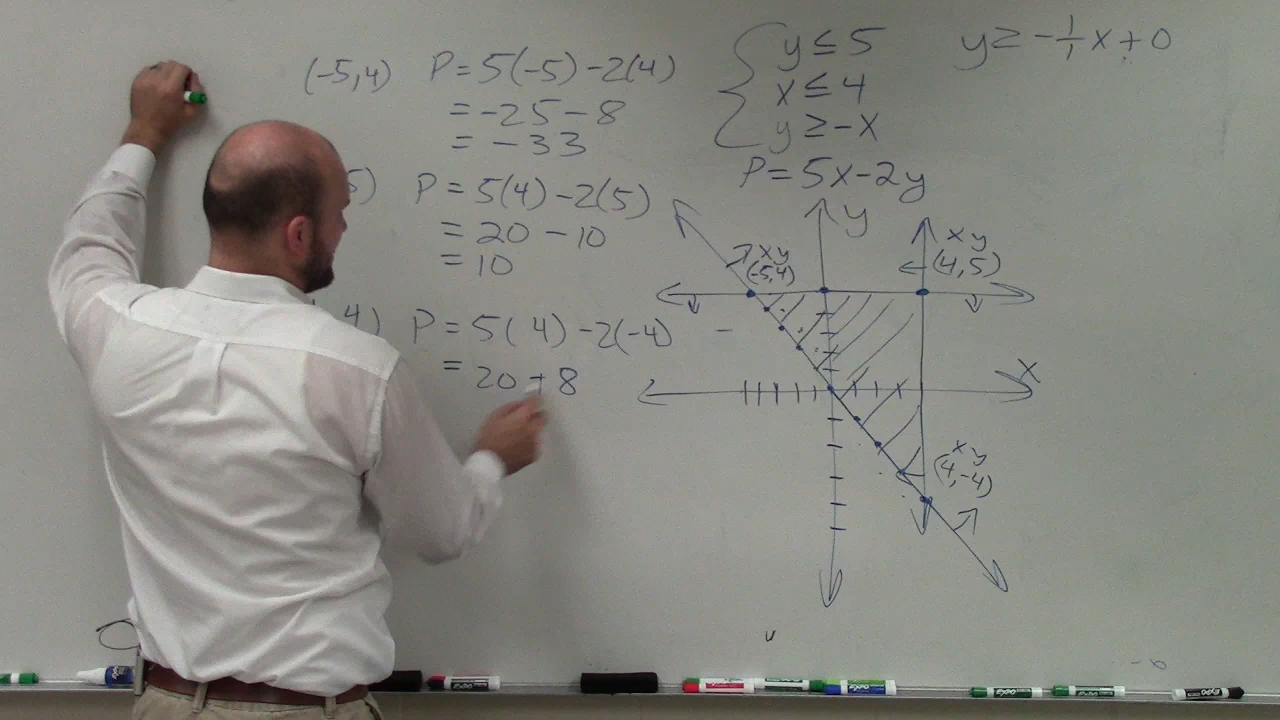 (-5,4) P = 5(-5) - 2(4)
= -25 - 8
= -33
5) P = 5(4) - 2(5)
= 20 - 10
= 10
4) P = 5( 4) - 2(-4)
= 20 + 8
y ≤ 5
x ≤ 4
y ≥ -x
P = 5x - 2y
y ≥ -1/1 x + 0
y
x y
(-5,4)
x y
(4,5)
x
x y
(4,-4)